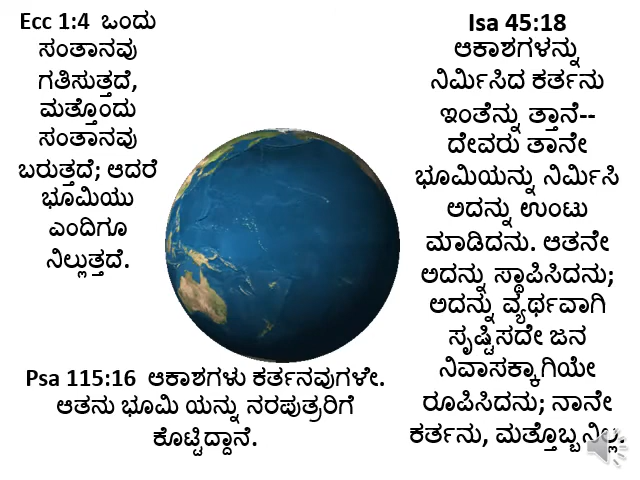 Ecc 1:4 ಒಂದು
ಸಂತಾನವು
ಗತಿಸುತ್ತದೆ,
ಮತ್ತೊಂದು
ಸಂತಾನವು
ಬರುತ್ತದೆ; ಆದರೆ
ಭೂಮಿಯು
ಎಂದಿಗೂ
ನಿಲ್ಲುತ್ತದೆ.
Psa 115:16 ಆಕಾಶಗಳು ಕರ್ತನವುಗಳೇ.
ಆತನು ಭೂಮಿ ಯನ್ನು ನರಪುತ್ರರಿಗೆ
ಕೊಟ್ಟಿದ್ದಾನೆ.
Isa 45:18
ಆಕಾಶಗಳನ್ನು
ನಿರ್ಮಿಸಿದ ಕರ್ತನು
ಇಂತೆನ್ನು ತ್ತಾನೆ--
ದೇವರು ತಾನೇ
ಭೂಮಿಯನ್ನು ನಿರ್ಮಿಸಿ
ಅದನ್ನು ಉಂಟು
ಮಾಡಿದನು. ಆತನೇ
ಅದನ್ನು ಸ್ಥಾಪಿಸಿದನು;
ಅದನ್ನು ವ್ಯರ್ಥವಾಗಿ
ಸೃಷ್ಟಿಸದೇ ಜನ
ನಿವಾಸಕ್ಕಾಗಿಯೇ
ರೂಪಿಸಿದನು; ನಾನೇ
ಕರ್ತನು, ಮತ್ತೊಬ್ಬನಿಲ್ಲ.